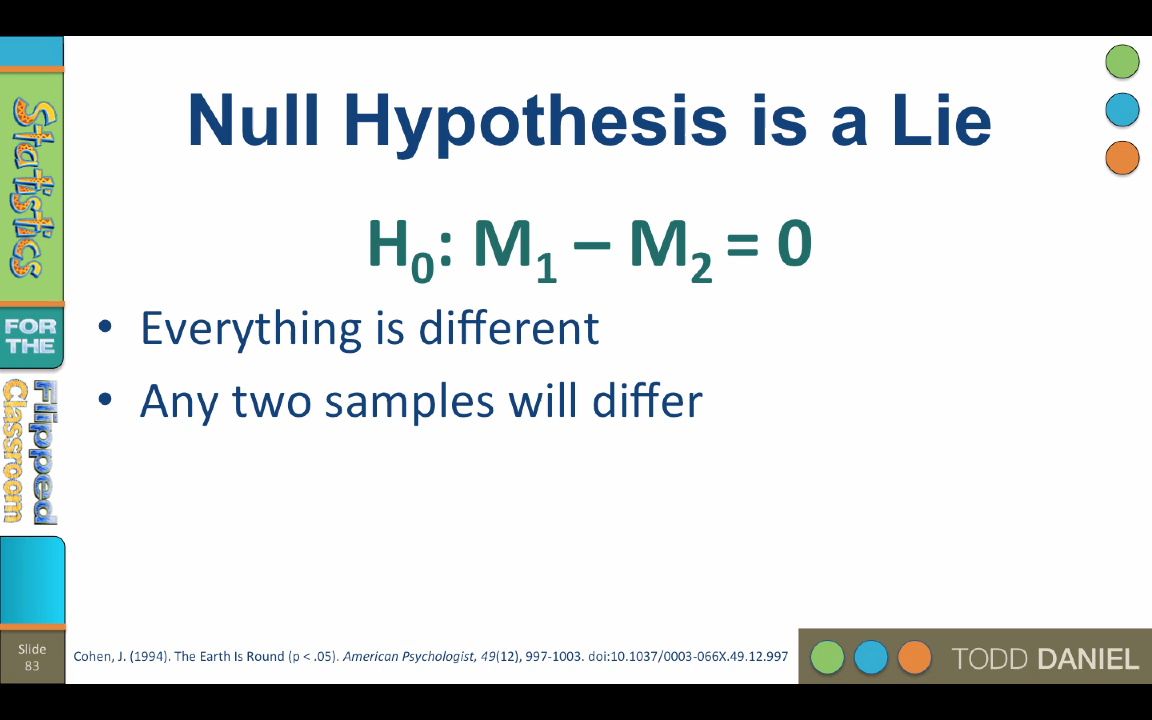 Null Hypothesis is a Lie
H₀: M₁ – M₂ = 0
• Everything is different
• Any two samples will differ
Statistics
FOR
THE
Flipped
Classroom
Slide
83
Cohen, J. (1994). The Earth Is Round (p < .05). American Psychologist, 49(12), 997-1003. doi:10.1037/0003-066X.49.12.997
TODD DANIEL